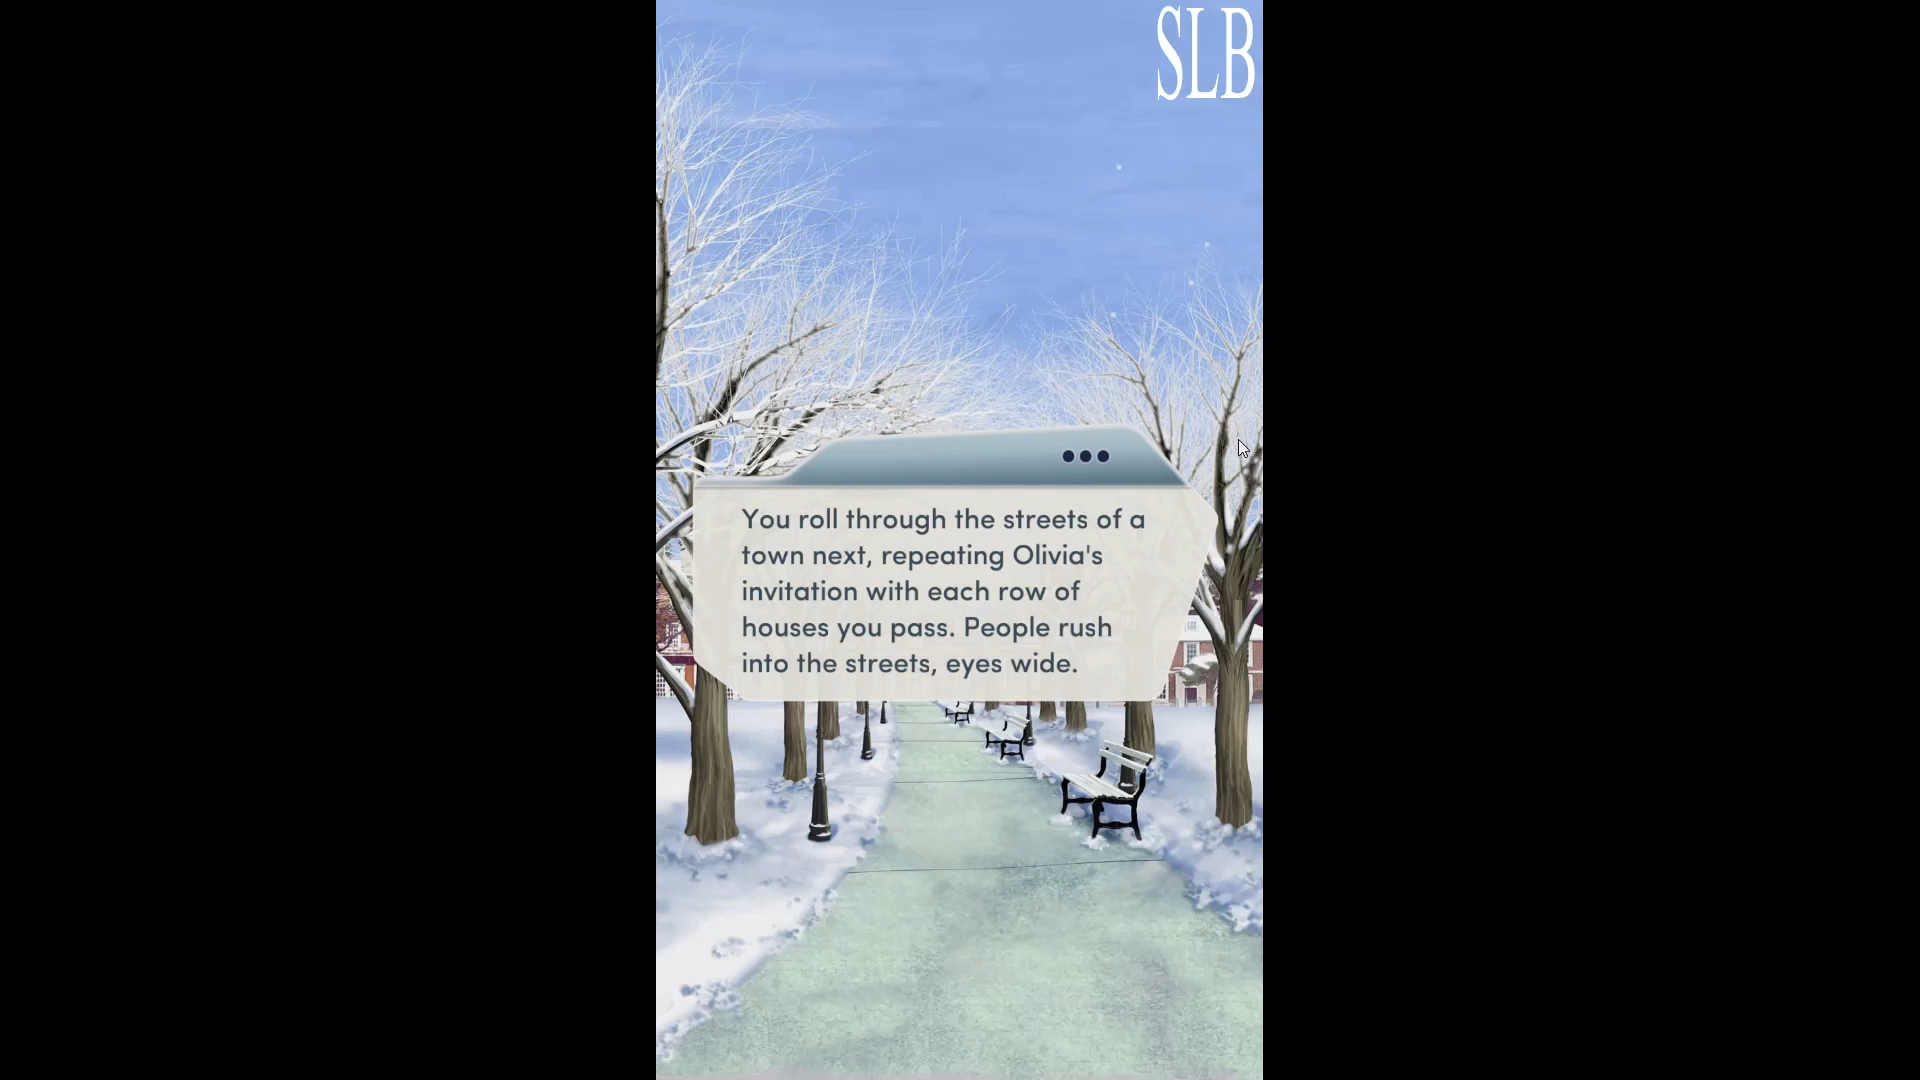 SLB
You roll through the streets of a
town next, repeating Olivia's
invitation with each row of
houses you pass. People rush
into the streets, eyes wide.